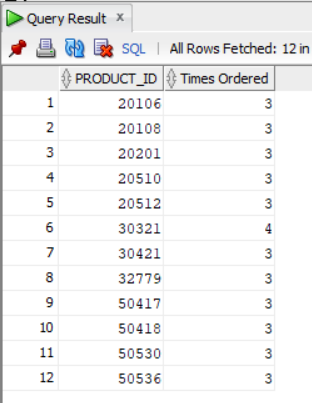 Query Result x
SQL | All Rows Fetched: 12 in
PRODUCT_ID Times Ordered
1 20106 3
2 20108 3
3 20201 3
4 20510 3
5 20512 3
6 30321 4
7 30421 3
8 32779 3
9 50417 3
10 50418 3
11 50530 3
12 50536 3